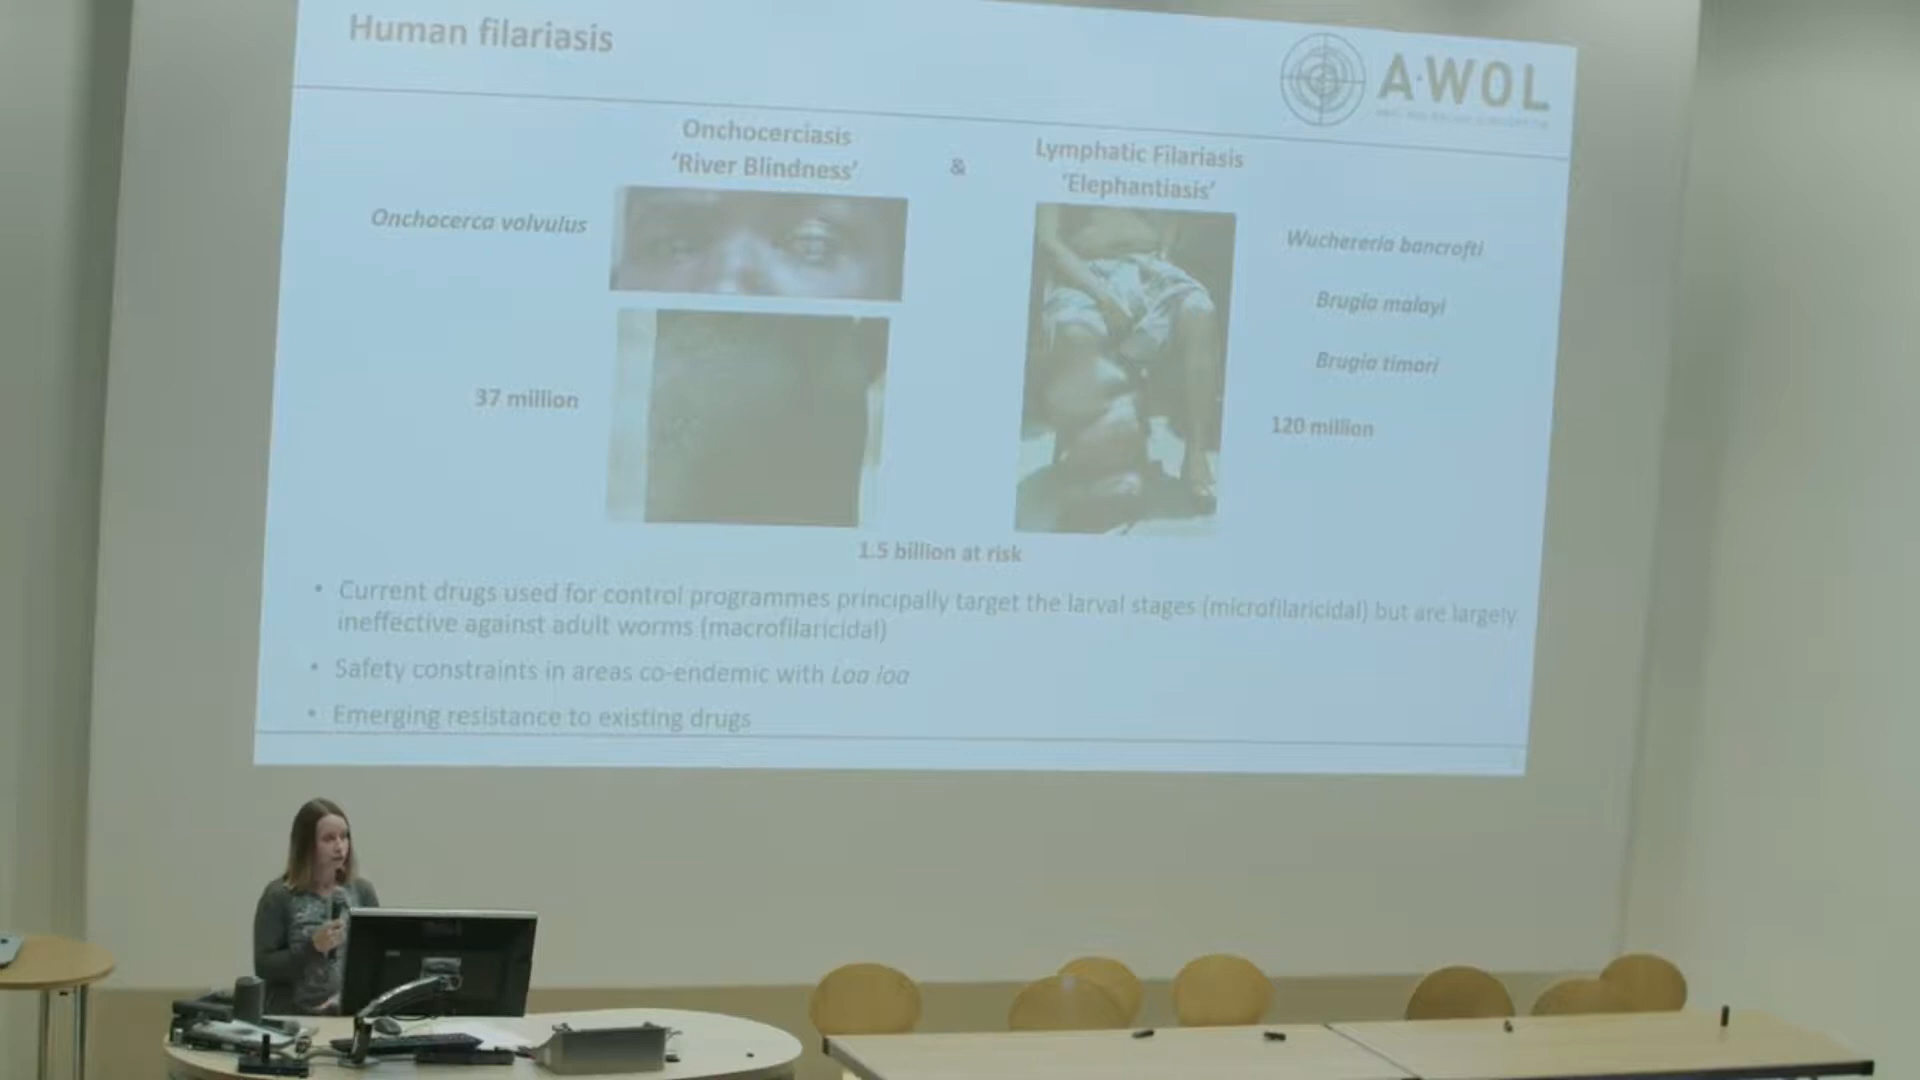 Human filariasis
A·WOL
Onchocerciasis
'River Blindness'
&
Lymphatic Filariasis
'Elephantiasis'
Onchocerca volvulus
Wuchereria bancrofti
Brugia malayi
Brugia timori
37 million
120 million
1.5 billion at risk
• Current drugs used for control programmes principally target the larval stages (microfilaricidal) but are largely
ineffective against adult worms (macrofilaricidal)
• Safety constraints in areas co-endemic with Loa loa
• Emerging resistance to existing drugs